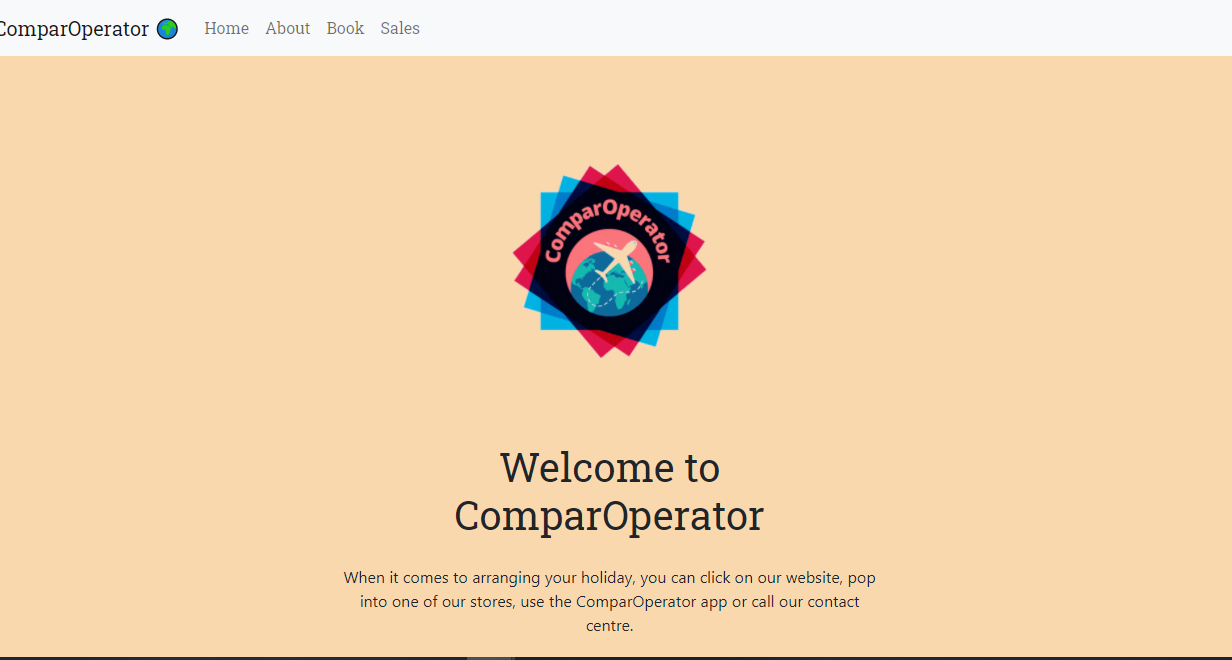 ComparOperator
Home About Book Sales
ComparOperator
Welcome to
ComparOperator
When it comes to arranging your holiday, you can click on our website, pop
into one of our stores, use the ComparOperator app or call our contact
centre.